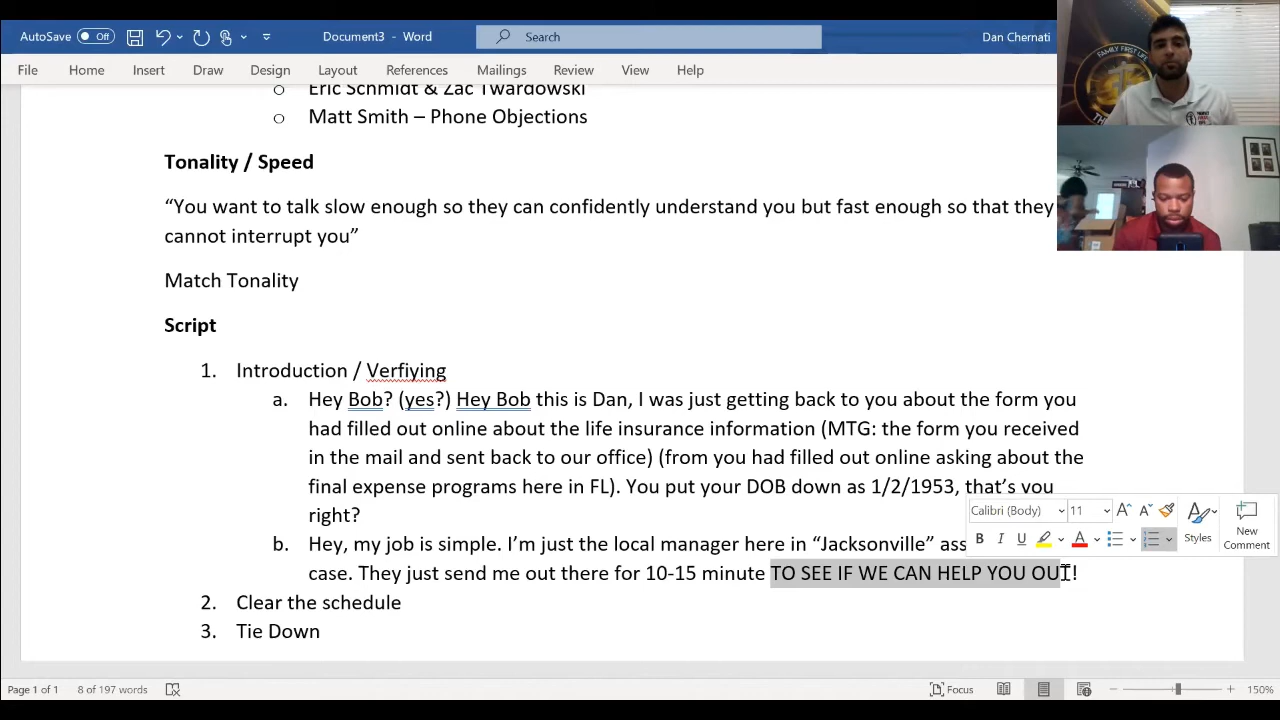 AutoSave Off Document3 - Word Search Dan Chernati
File Home Insert Draw Design Layout References Mailings Review View Help
FAMILY FIRST LIFE
o Eric Schmidt & Zac Twardowski
o Matt Smith – Phone Objections
Tonality / Speed
“You want to talk slow enough so they can confidently understand you but fast enough so that they
cannot interrupt you”
Match Tonality
Script
1. Introduction / Verfiying
a. Hey Bob? (yes?) Hey Bob this is Dan, I was just getting back to you about the form you
had filled out online about the life insurance information (MTG: the form you received
in the mail and sent back to our office) (from you had filled out online asking about the
final expense programs here in FL). You put your DOB down as 1/2/1953, that’s you
right?
Calibri (Body) 11 A A Styles New
Comment
B I U A
b. Hey, my job is simple. I’m just the local manager here in “Jacksonville” ass
case. They just send me out there for 10-15 minute TO SEE IF WE CAN HELP YOU OUT!
2. Clear the schedule
3. Tie Down
Page 1 of 1 8 of 197 words Focus 150%